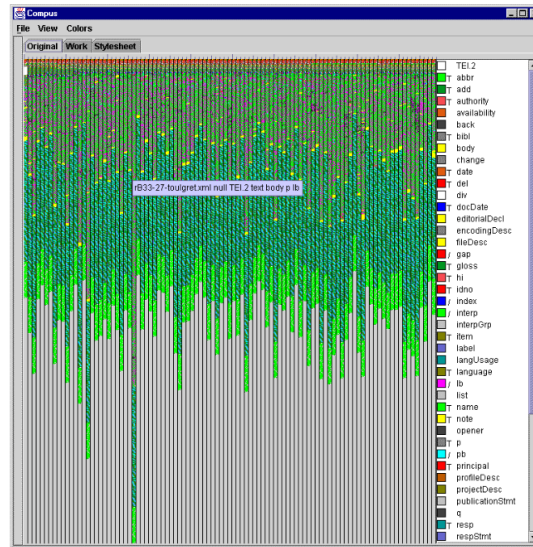 Compus
File View Colors
Original Work Stylesheet
rB33-27-toulgret.xml null TEI.2 text body p lb
TEI.2
T abbr
T add
T authority
availability
back
T bibl
body
change
T date
T del
div
T docDate
editorialDecl
encodingDesc
fileDesc
/ gap
T gloss
T hi
T idno
/ index
/ interp
interpGrp
T item
label
langUsage
T language
/ lb
list
T name
T note
opener
T p
/ pb
T principal
profileDesc
projectDesc
publicationStmt
q
T resp
respStmt